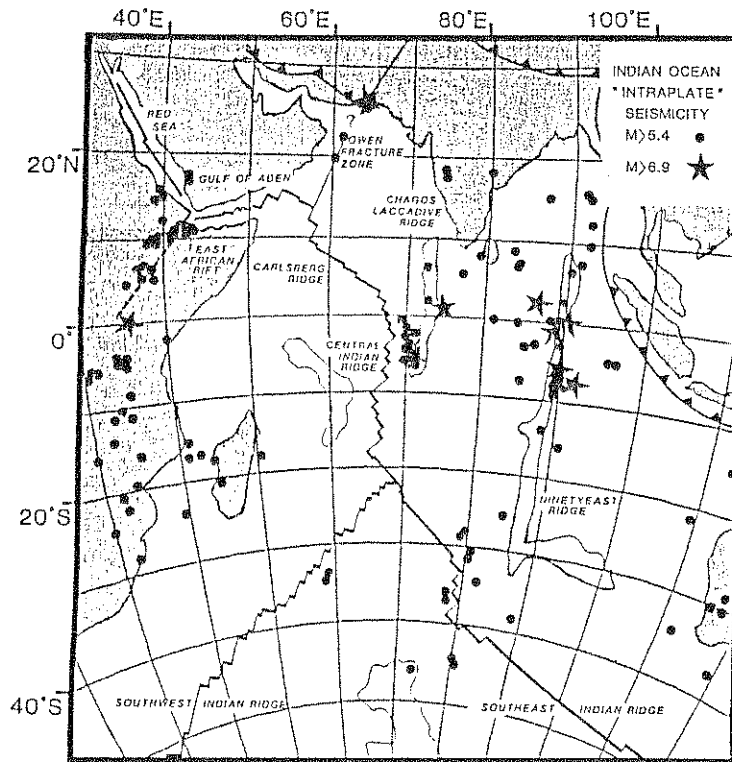 40°E 60°E 80°E 100°E
INDIAN OCEAN
"INTRAPLATE"
SEISMICITY
M>5.4
M>6.9
RED
SEA
?
OWEN
FRACTURE
ZONE
20°N
GULF OF ADEN
CHAGOS
LACCADIVE
RIDGE
EAST
AFRICAN
RIFT
CARLSBERG
RIDGE
0°
CENTRAL
INDIAN
RIDGE
20°S
NINETYEAST
RIDGE
40°S
SOUTHWEST INDIAN RIDGE
SOUTHEAST INDIAN RIDGE